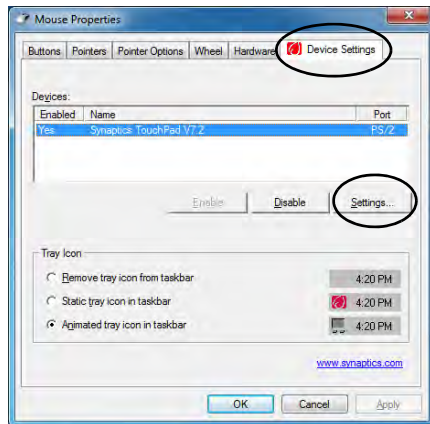 Mouse Properties
Buttons Pointers Pointer Options Wheel Hardware Device Settings
Devices:
Enabled Name Port
Yes Synaptics TouchPad V7.2 PS/2
Enable Disable Settings...
Tray Icon
Remove tray icon from taskbar 4:20 PM
Static tray icon in taskbar 4:20 PM
Animated tray icon in taskbar 4:20 PM
www.synaptics.com
OK Cancel Apply